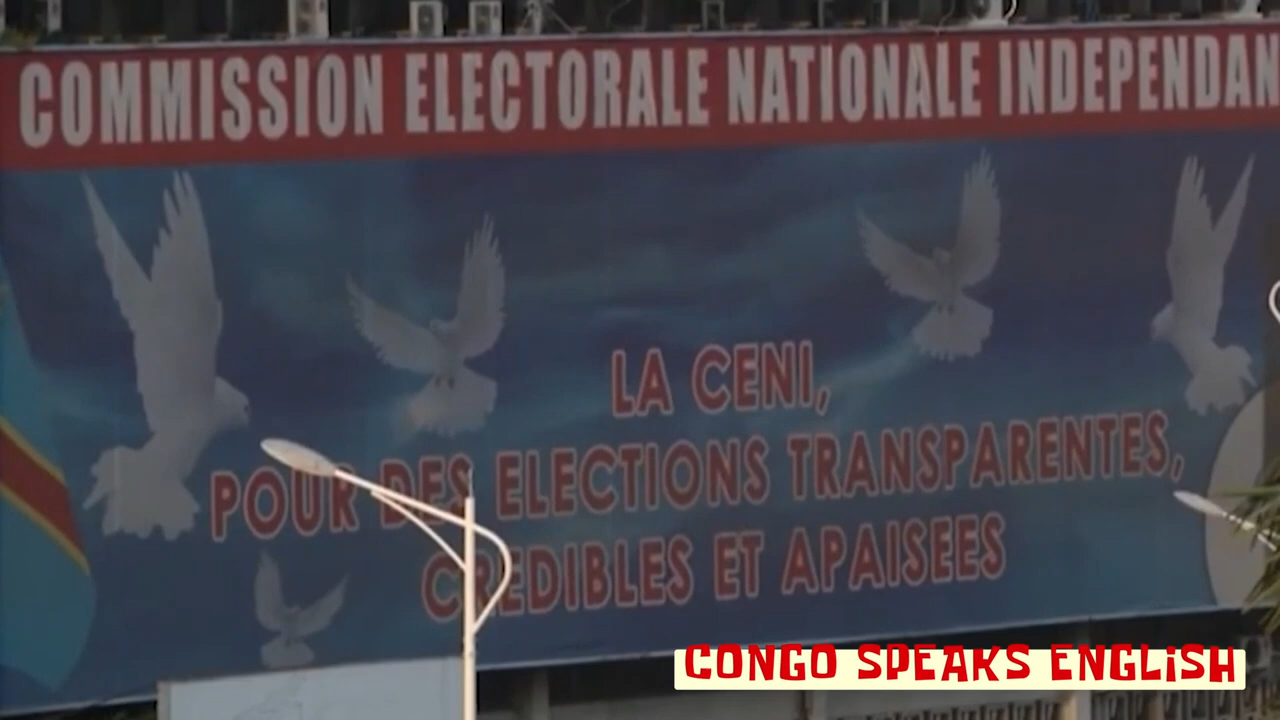 COMMISSION ELECTORALE NATIONALE INDEPENDAN
LA CENI,
POUR DES ELECTIONS TRANSPARENTES,
CREDIBLES ET APAISEES
CONGO SPEAKS ENGLISH